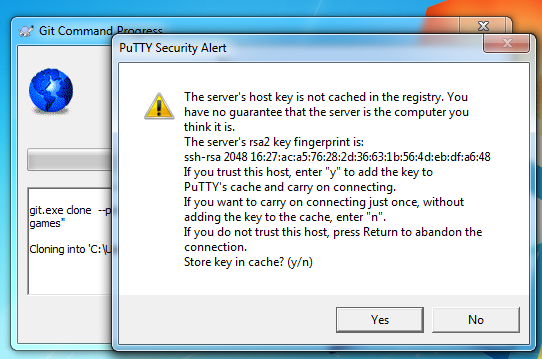 Git Command Progress
PuTTY Security Alert
The server's host key is not cached in the registry. You
have no guarantee that the server is the computer you
think it is.
The server's rsa2 key fingerprint is:
ssh-rsa 2048 16:27:ac:a5:76:28:2d:36:63:1b:56:4d:eb:df:a6:48
If you trust this host, enter "y" to add the key to
PuTTY's cache and carry on connecting.
If you want to carry on connecting just once, without
adding the key to the cache, enter "n".
If you do not trust this host, press Return to abandon the
connection.
Store key in cache? (y/n)
git.exe clone --p
games"
Cloning into 'C:\U
Yes
No